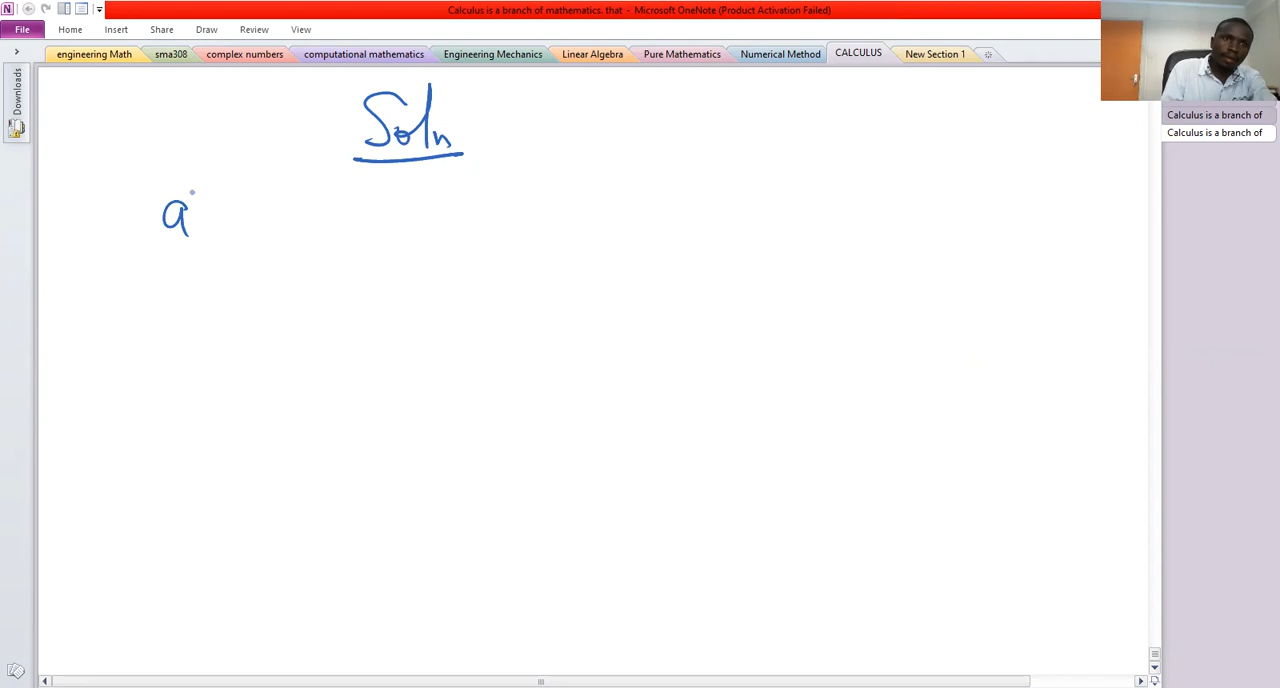 Calculus is a branch of mathematics. that - Microsoft OneNote (Product Activation Failed)
File Home Insert Share Draw Review View
engineering Math sma308 complex numbers computational mathematics Engineering Mechanics Linear Algebra Pure Mathematics Numerical Method CALCULUS New Section 1
Downloads
Calculus is a branch of
Calculus is a branch of
Soln
a